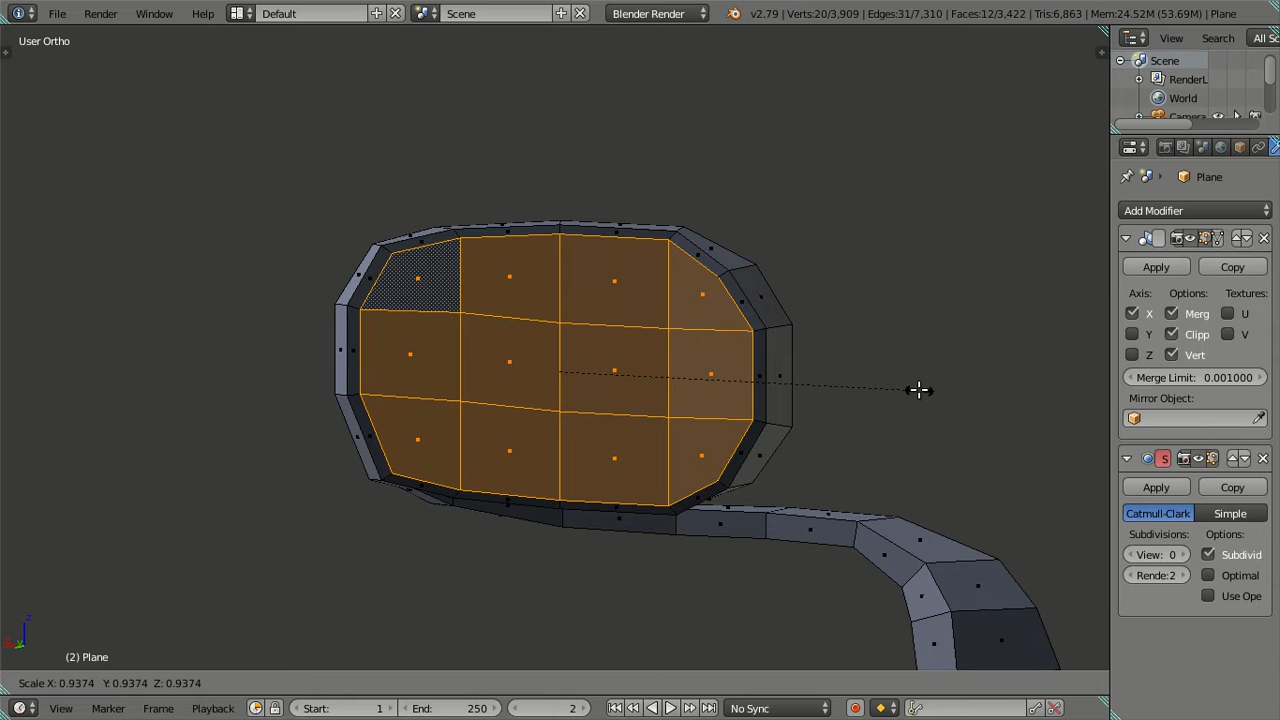 File Render Window Help Default Scene Blender Render v2.79 | Verts:20/3,909 | Edges:31/7,310 | Faces:12/3,422 | Tris:6,863 | Mem:24.52M (53.69M) | Plane
User Ortho
View Search All Sc
Scene
RenderL
World
Camera
Plane
Add Modifier
Apply Copy
Axis: Options: Textures:
X Merg U
Y Clipp V
Z Vert
Merge Limit: 0.001000
Mirror Object:
S
Apply Copy
Catmull-Clark Simple
Subdivisions: Options:
View: 0 Subdivid
Rende:2 Optimal
Use Ope
z
x y
(2) Plane
Scale X: 0.9374 Y: 0.9374 Z: 0.9374
View Marker Frame Playback Start: 1 End: 250 2 No Sync